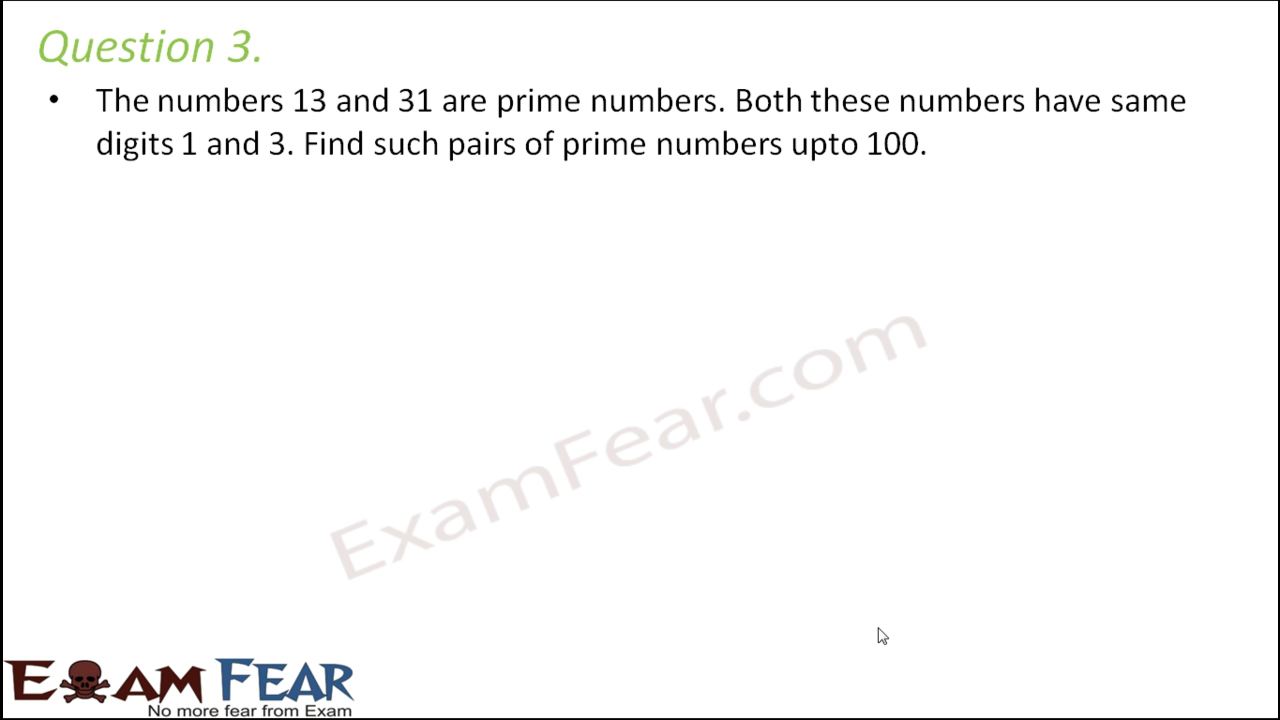 Question 3.
• The numbers 13 and 31 are prime numbers. Both these numbers have same
digits 1 and 3. Find such pairs of prime numbers upto 100.
ExamFear.com
EXAM FEAR
No more fear from Exam